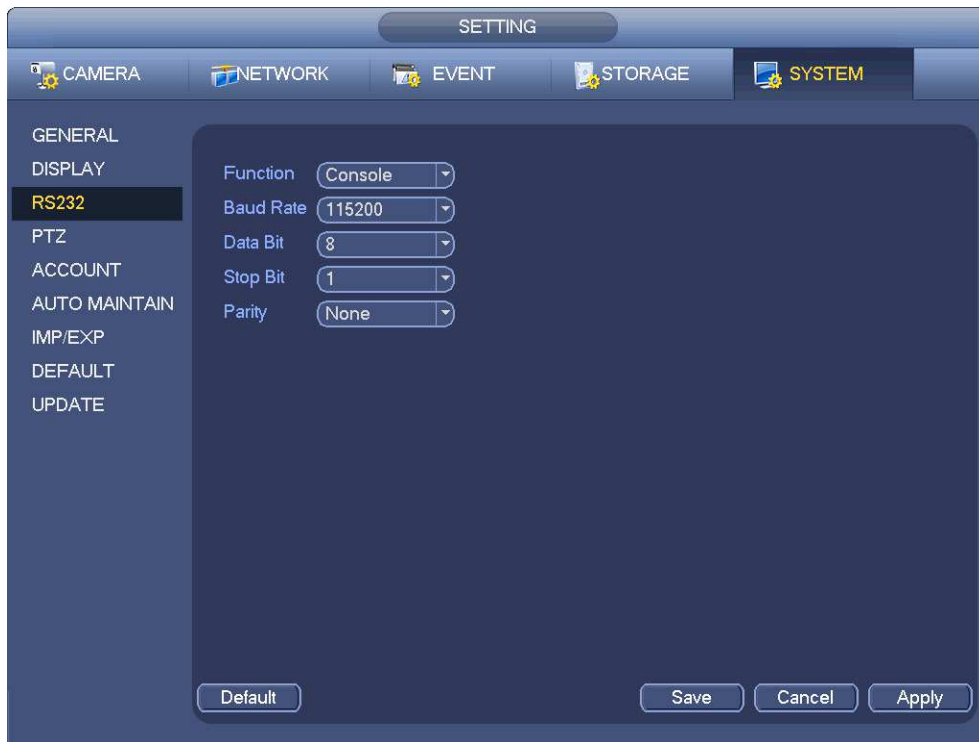 SETTING
CAMERA NETWORK EVENT STORAGE SYSTEM
GENERAL
DISPLAY
RS232
PTZ
ACCOUNT
AUTO MAINTAIN
IMP/EXP
DEFAULT
UPDATE
Function Console
Baud Rate 115200
Data Bit 8
Stop Bit 1
Parity None
Default Save Cancel Apply